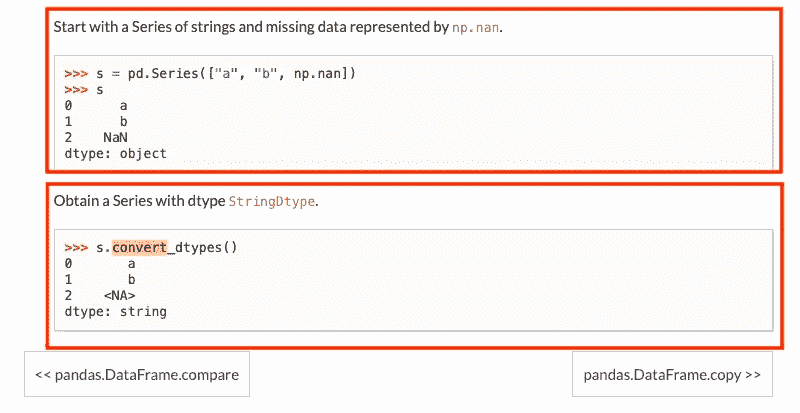 Start with a Series of strings and missing data represented by np.nan.
>>> s = pd.Series(["a", "b", np.nan])
>>> s
0      a
1      b
2    NaN
dtype: object
Obtain a Series with dtype StringDtype.
>>> s.convert_dtypes()
0       a
1       b
2    <NA>
dtype: string
<< pandas.DataFrame.compare
pandas.DataFrame.copy >>